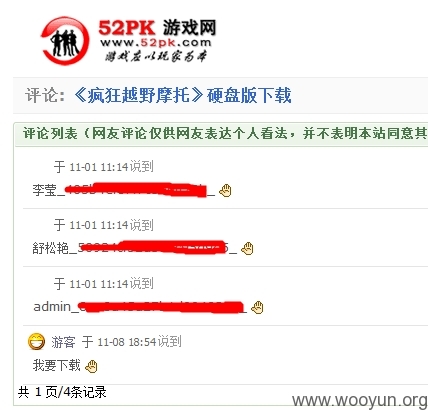 52PK 游戏网
www.52pk.com
游戏应以玩家为本
评论:《疯狂越野摩托》硬盘版下载
评论列表（网友评论仅供网友表达个人看法，并不表明本站同意其
于 11-01 11:14说到
李莹_
于 11-01 11:14说到
舒松艳_
于 11-01 11:14说到
admin_
游客 于 11-08 18:54说到
我要下载
共 1 页/4条记录
www.wooyun.org